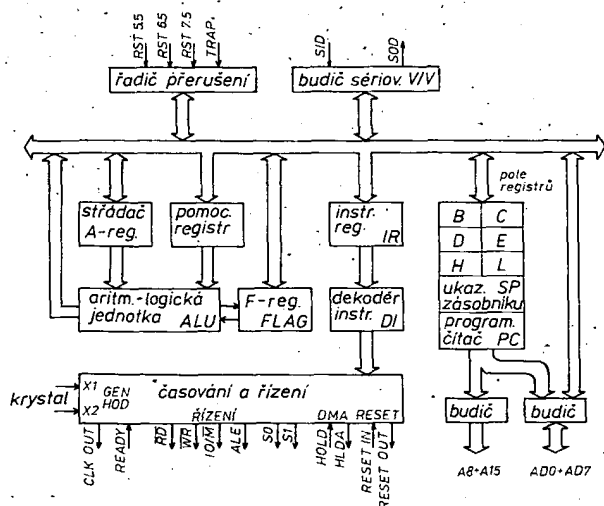 RST 5.5
RST 6.5
RST 7.5
TRAP
SID
SOD
řadič přerušení
budič sériov. V/V
pole
registrů
střádač
A-reg.
pomoc.
registr
instr.
reg. IR
B C
D E
H L
ukaz. SP
zásobníku
program.
čítač PC
aritm.-logická
jednotka ALU
F-reg.
FLAG
dekodér
instr. DI
krystal
X1
X2
GEN
HOD
časování a řízení
ŘÍZENÍ
DMA RESET
budič
budič
CLK OUT
READY
RD
WR
IO/M
ALE
S0
S1
HOLD
HLDA
RESET IN
RESET OUT
A8÷A15
AD0÷AD7